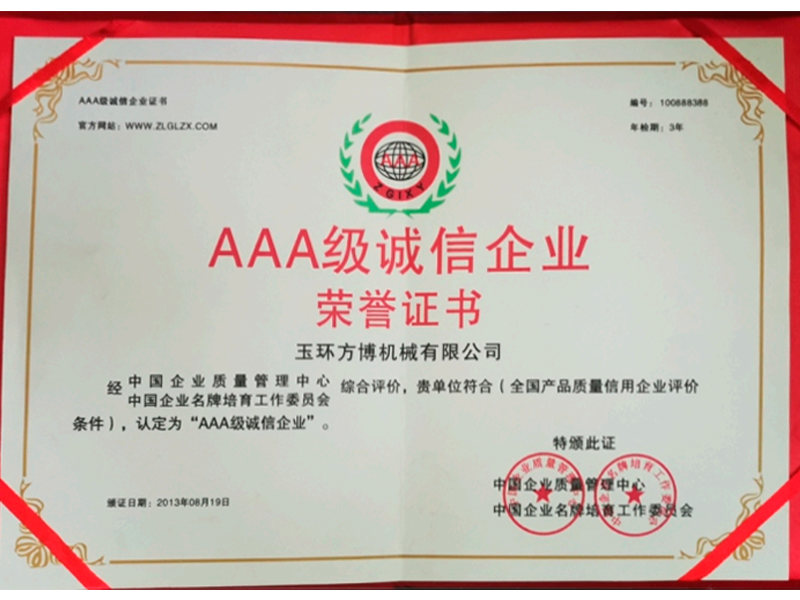 AAA级诚信企业证书
编号：100888388
官方网站：WWW.ZLGLZX.COM
年检期：3年
AAA
ZGIXY
AAA级诚信企业
荣誉证书
玉环方博机械有限公司
经 中国企业质量管理中心
中国企业名牌培育工作委员会
综合评价，贵单位符合（全国产品质量信用企业评价
条件），认定为“AAA级诚信企业”。
特颁此证
中国企业质量管理中心
中国企业名牌培育工作委员会
颁证日期：2013年08月19日